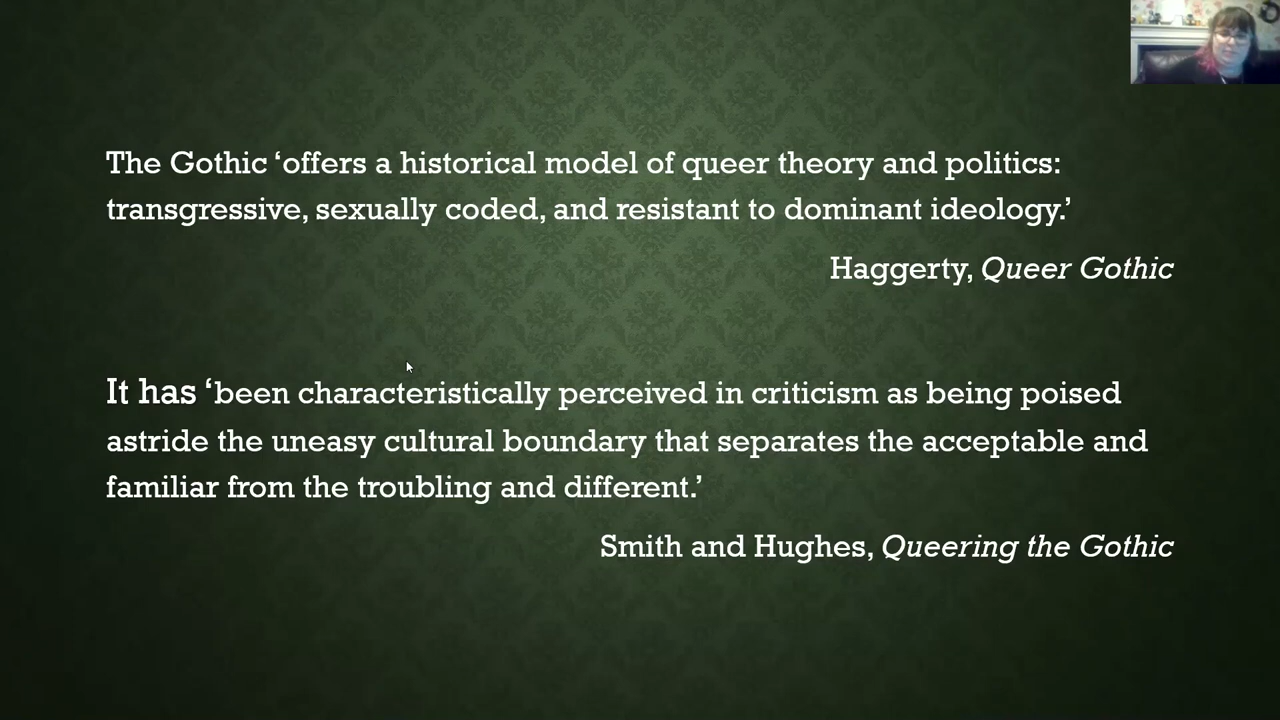 The Gothic ‘offers a historical model of queer theory and politics:
transgressive, sexually coded, and resistant to dominant ideology.’
Haggerty, Queer Gothic
It has ‘been characteristically perceived in criticism as being poised
astride the uneasy cultural boundary that separates the acceptable and
familiar from the troubling and different.’
Smith and Hughes, Queering the Gothic